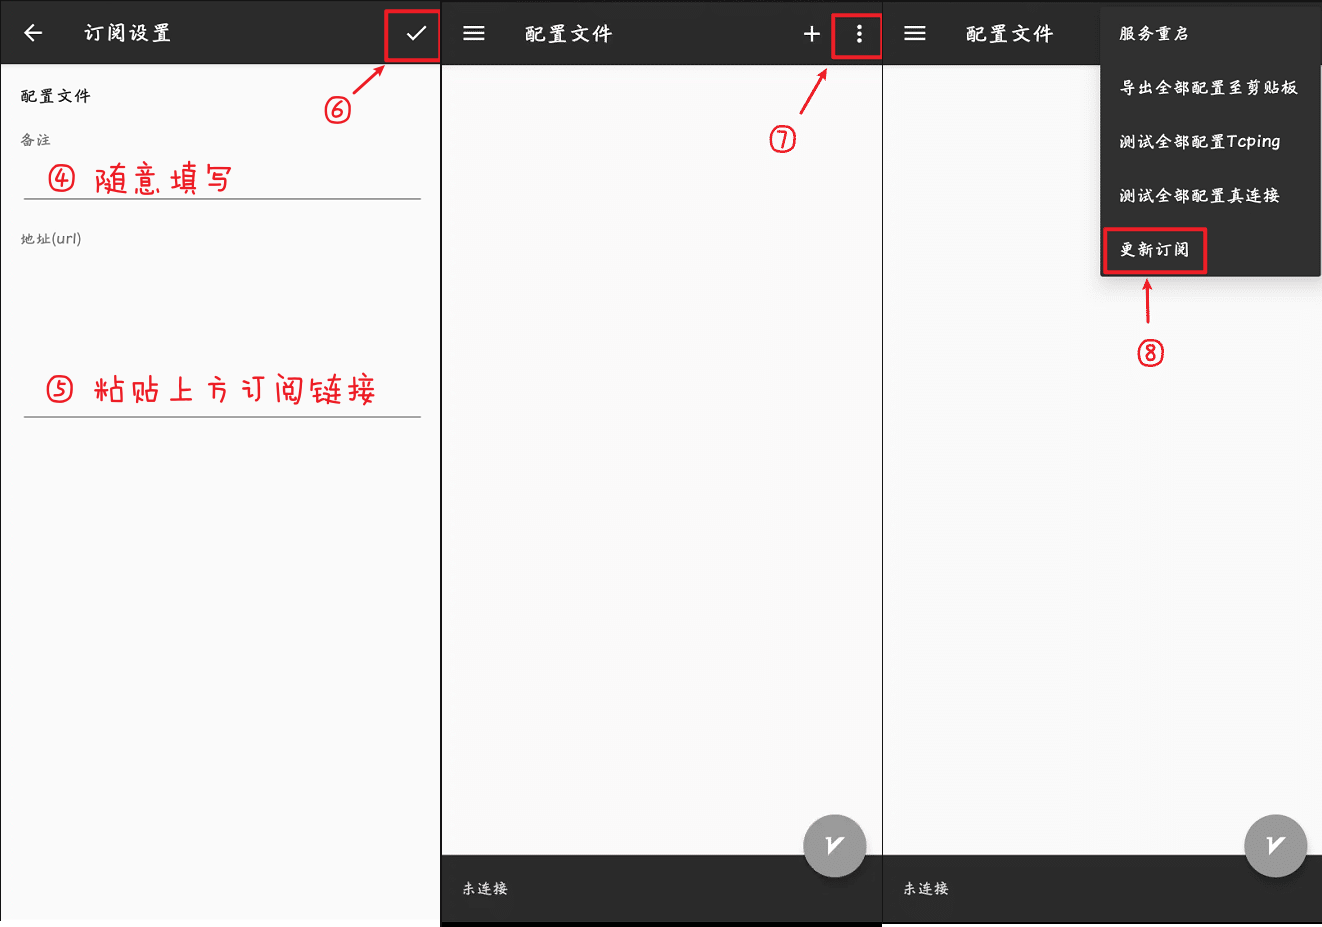 订阅设置
⑥
配置文件
备注
④ 随意填写
地址(url)
⑤ 粘贴上方订阅链接
配置文件
⑦
未连接
配置文件
服务重启
导出全部配置至剪贴板
测试全部配置Tcping
测试全部配置真连接
更新订阅
⑧
未连接